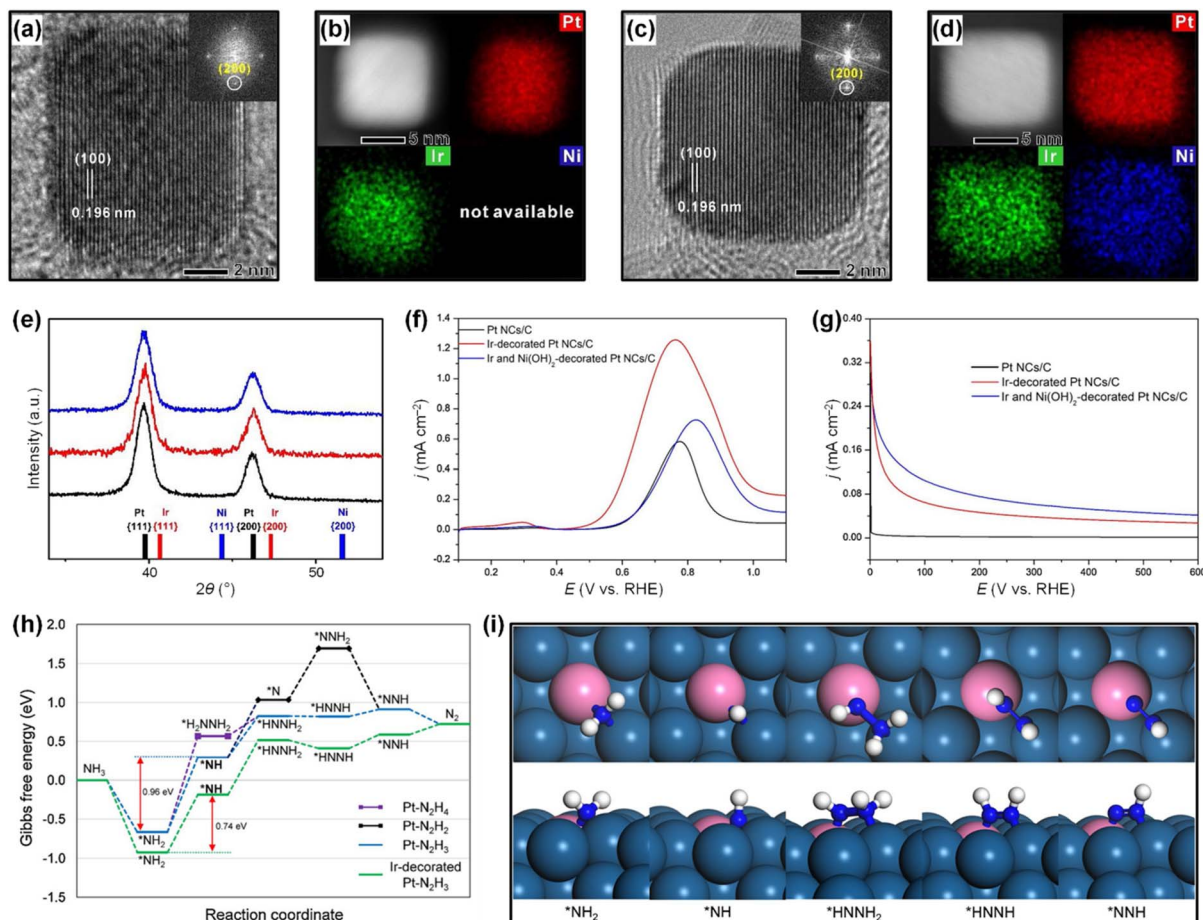 (a)
(200)
(100)
0.196 nm
2 nm
(b)
Pt
5 nm
Ir
Ni
not available
(c)
(200)
(100)
0.196 nm
2 nm
(d)
Pt
5 nm
Ir
Ni
(e)
Intensity (a.u.)
Pt Ir Ni Pt Ir Ni
{111} {111} {111} {200} {200} {200}
40 50
2θ (°)
(f)
j (mA cm⁻²)
1.4
1.2
1.0
0.8
0.6
0.4
0.2
0.0
-0.2
Pt NCs/C
Ir-decorated Pt NCs/C
Ir and Ni(OH)₂-decorated Pt NCs/C
0.2 0.4 0.6 0.8 1.0
E (V vs. RHE)
(g)
j (mA cm⁻²)
0.40
0.36
0.24
0.12
0.08
0.00
Pt NCs/C
Ir-decorated Pt NCs/C
Ir and Ni(OH)₂-decorated Pt NCs/C
0 100 200 300 400 500 600
E (V vs. RHE)
(h)
Gibbs free energy (eV)
2.0
1.5
1.0
0.5
0.0
-0.5
-1.0
-1.5
NH₃
0.96 eV
*NH₂
*NH₂
*H₂NNH₂
*NH
*NH
0.74 eV
*N
*HNNH₂
*HNNH₂
*NNH₂
*HNNH
*HNNH
*NNH
*NNH
N₂
Pt-N₂H₄
Pt-N₂H₂
Pt-N₂H₃
Ir-decorated
Pt-N₂H₃
Reaction coordinate
(i)
*NH₂ *NH *HNNH₂ *HNNH *NNH